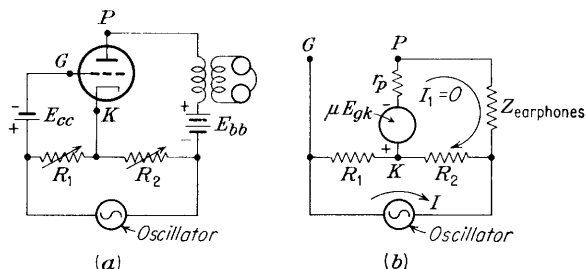 P
G
K
-
+
E_cc
+
-
E_bb
R_1
R_2
Oscillator
(a)
G
P
r_p
-
μE_gk
+
I_1=0
Z_earphones
R_1
K
R_2
I
Oscillator
(b)